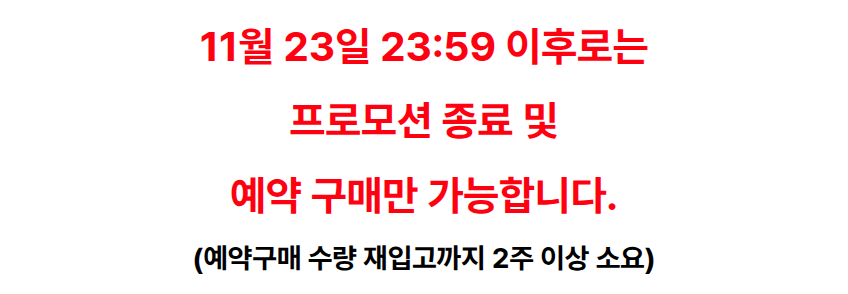 11월 23일 23:59 이후로는
프로모션 종료 및
예약 구매만 가능합니다.
(예약구매 수량 재입고까지 2주 이상 소요)